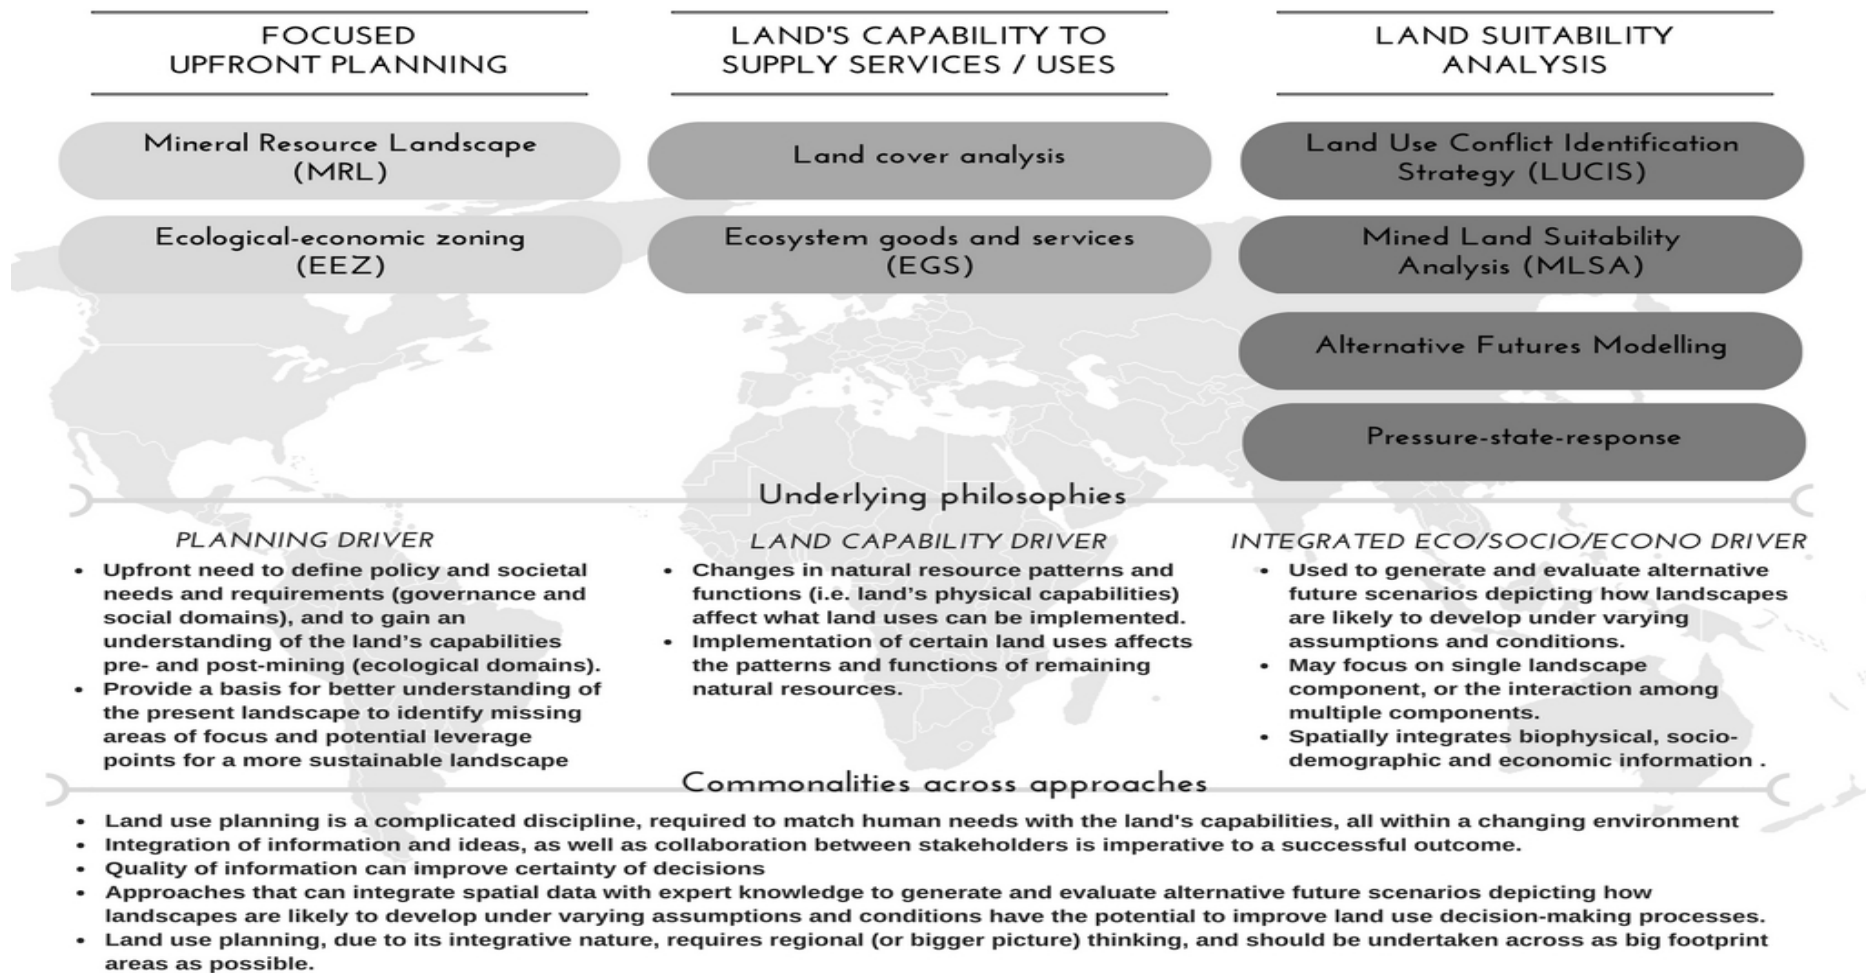 FOCUSED
UPFRONT PLANNING
Mineral Resource Landscape
(MRL)
Ecological-economic zoning
(EEZ)
LAND'S CAPABILITY TO
SUPPLY SERVICES / USES
Land cover analysis
Ecosystem goods and services
(EGS)
LAND SUITABILITY
ANALYSIS
Land Use Conflict Identification
Strategy (LUCIS)
Mined Land Suitability
Analysis (MLSA)
Alternative Futures Modelling
Pressure-state-response
Underlying philosophies
PLANNING DRIVER
• Upfront need to define policy and societal
needs and requirements (governance and
social domains), and to gain an
understanding of the land’s capabilities
pre- and post-mining (ecological domains).
• Provide a basis for better understanding of
the present landscape to identify missing
areas of focus and potential leverage
points for a more sustainable landscape
LAND CAPABILITY DRIVER
• Changes in natural resource patterns and
functions (i.e. land’s physical capabilities)
affect what land uses can be implemented.
• Implementation of certain land uses affects
the patterns and functions of remaining
natural resources.
INTEGRATED ECO/SOCIO/ECONO DRIVER
• Used to generate and evaluate alternative
future scenarios depicting how landscapes
are likely to develop under varying
assumptions and conditions.
• May focus on single landscape
component, or the interaction among
multiple components.
• Spatially integrates biophysical, socio-
demographic and economic information .
Commonalities across approaches
• Land use planning is a complicated discipline, required to match human needs with the land's capabilities, all within a changing environment
• Integration of information and ideas, as well as collaboration between stakeholders is imperative to a successful outcome.
• Quality of information can improve certainty of decisions
• Approaches that can integrate spatial data with expert knowledge to generate and evaluate alternative future scenarios depicting how
landscapes are likely to develop under varying assumptions and conditions have the potential to improve land use decision-making processes.
• Land use planning, due to its integrative nature, requires regional (or bigger picture) thinking, and should be undertaken across as big footprint
areas as possible.